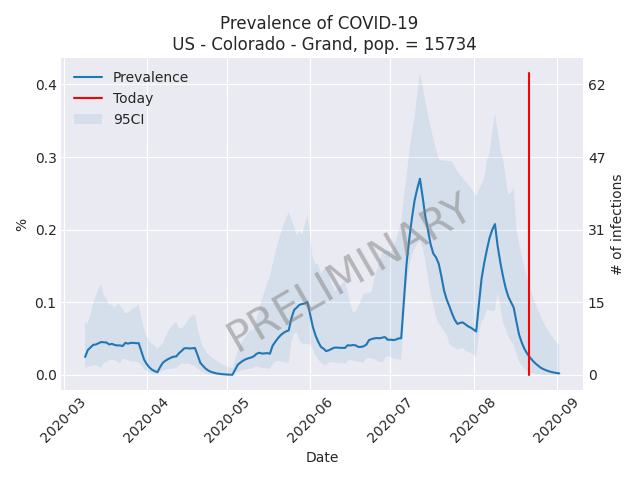 Prevalence of COVID-19
US - Colorado - Grand, pop. = 15734
Prevalence
Today
95CI
0.4
0.3
0.2
0.1
0.0
%
62
47
31
15
0
# of infections
PRELIMINARY
2020-03
2020-04
2020-05
2020-06
2020-07
2020-08
2020-09
Date